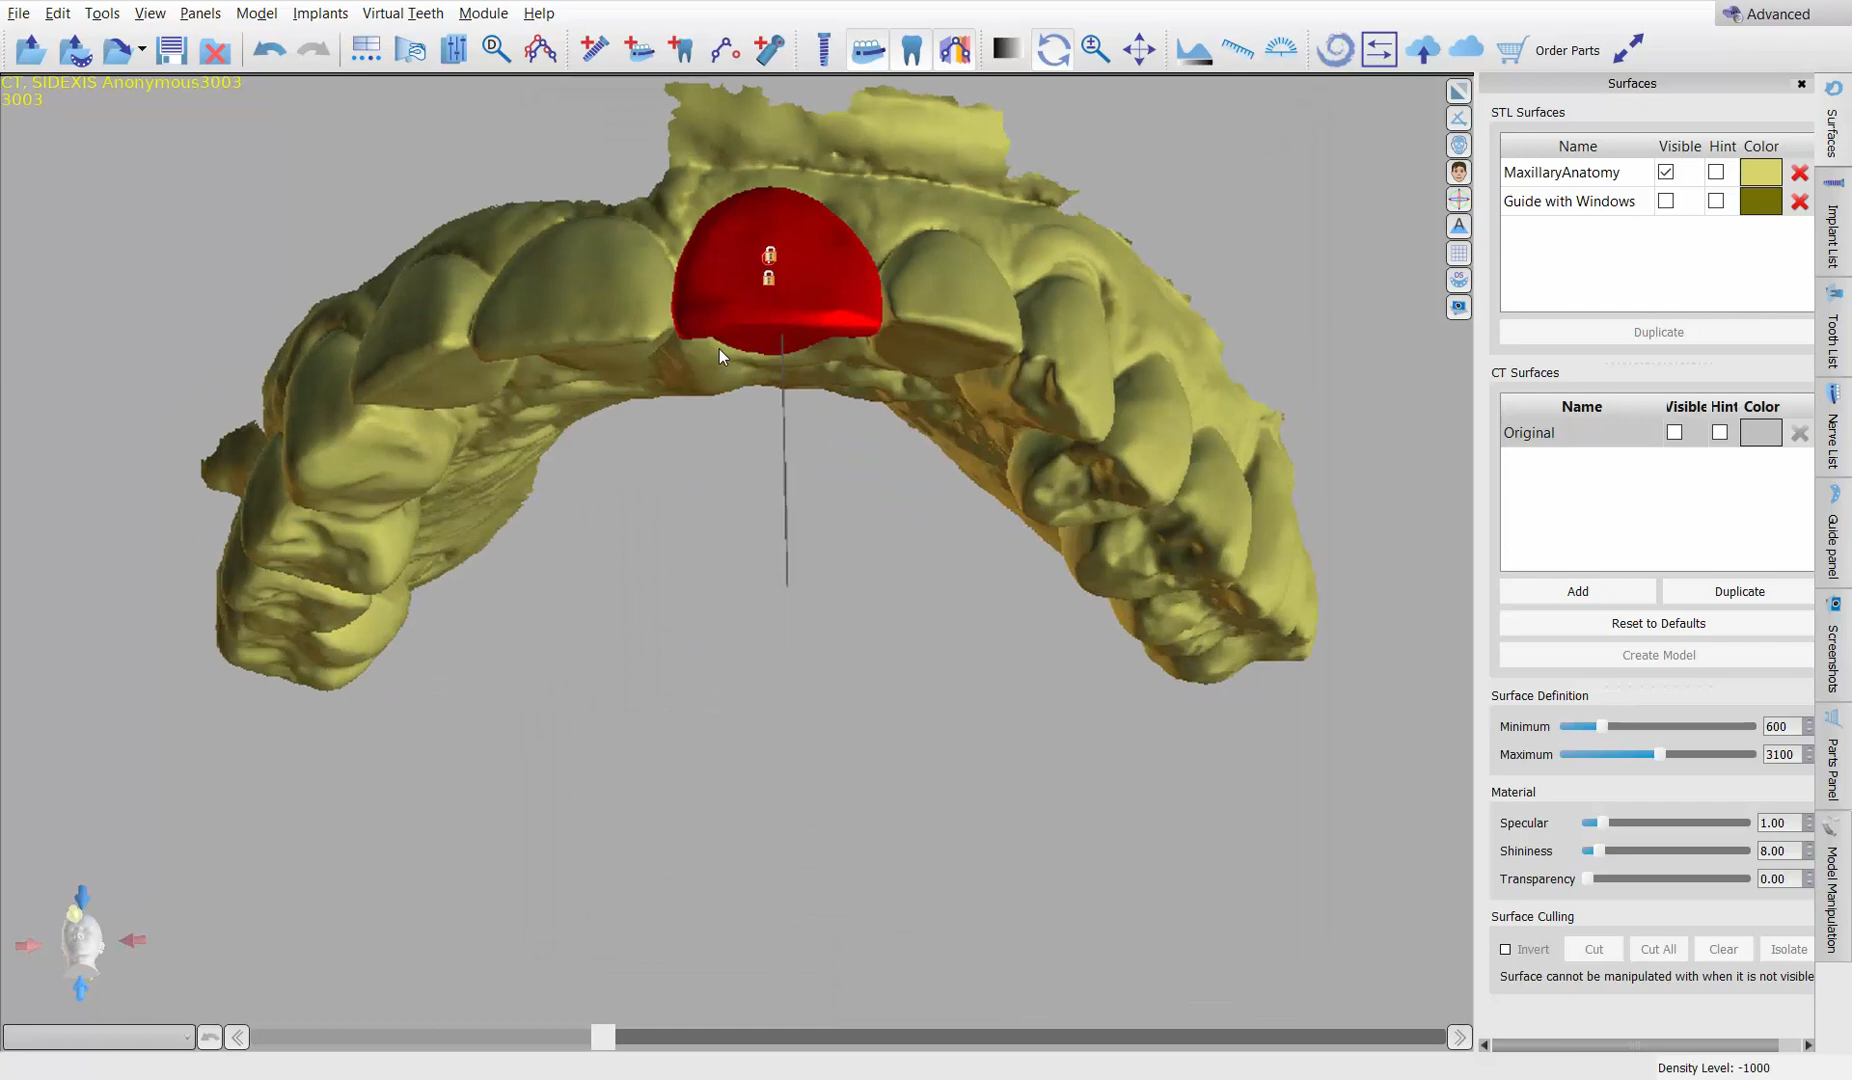 File Edit Tools View Panels Model Implants Virtual Teeth Module Help
Advanced
Order Parts
CT, SIDEXIS Anonymous3003
3003
Surfaces
STL Surfaces
Name Visible Hint Color
MaxillaryAnatomy
Guide with Windows
Duplicate
CT Surfaces
Name Visible Hint Color
Original
Add Duplicate
Reset to Defaults
Create Model
Surface Definition
Minimum 600
Maximum 3100
Material
Specular 1.00
Shininess 8.00
Transparency 0.00
Surface Culling
Invert Cut Cut All Clear Isolate
Surface cannot be manipulated with when it is not visible
Surfaces
Implant List
Tooth List
Nerve List
Guide panel
Screenshots
Parts Panel
Model Manipulation
Density Level: -1000